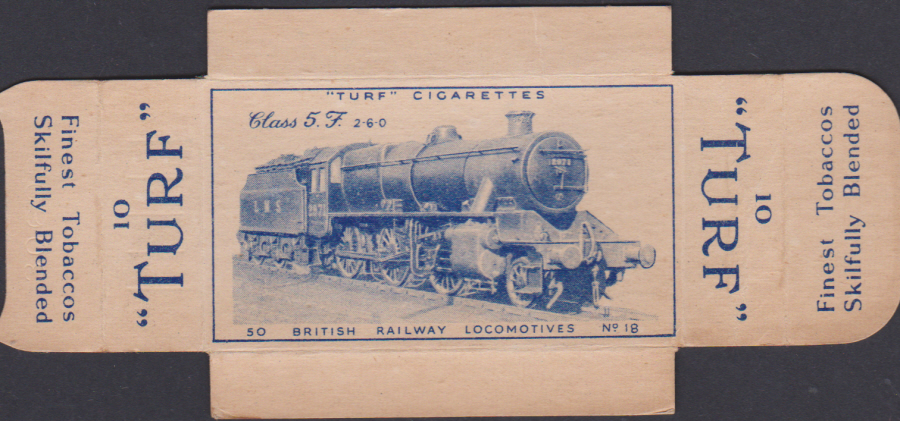 Finest Tobaccos
Skilfully Blended
"TURF"
10
"TURF" CIGARETTES
Class 5. F. 2-6-0
L M S
50 BRITISH RAILWAY LOCOMOTIVES Nº 18
"TURF"
10
Finest Tobaccos
Skilfully Blended